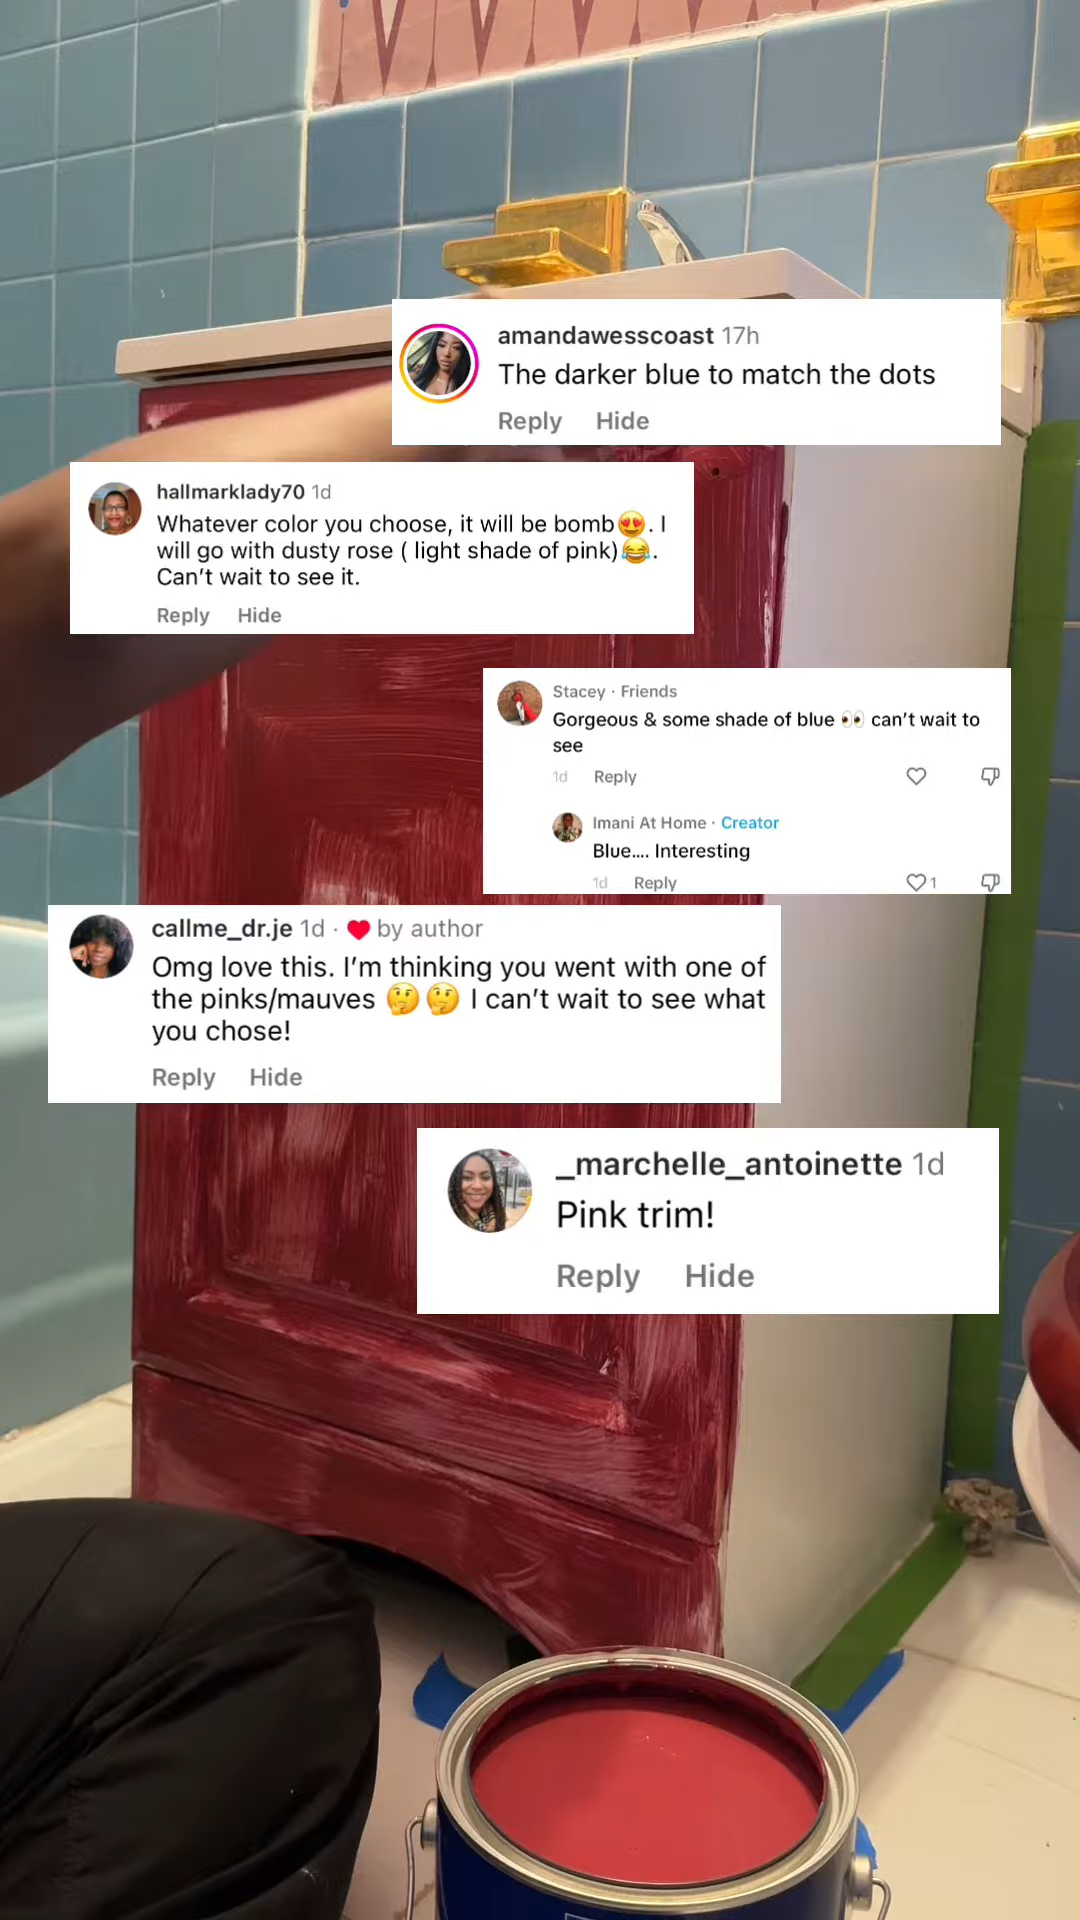 amandawesscoast 17h
The darker blue to match the dots
Reply Hide
hallmarklady70 1d
Whatever color you choose, it will be bomb😍. I
will go with dusty rose ( light shade of pink)😂.
Can't wait to see it.
Reply Hide
Stacey · Friends
Gorgeous & some shade of blue 👀 can't wait to
see
1d Reply
Imani At Home · Creator
Blue.... Interesting
1d Reply 1
callme_dr.je 1d · ❤️ by author
Omg love this. I'm thinking you went with one of
the pinks/mauves 🤔🤔 I can't wait to see what
you chose!
Reply Hide
_marchelle_antoinette 1d
Pink trim!
Reply Hide